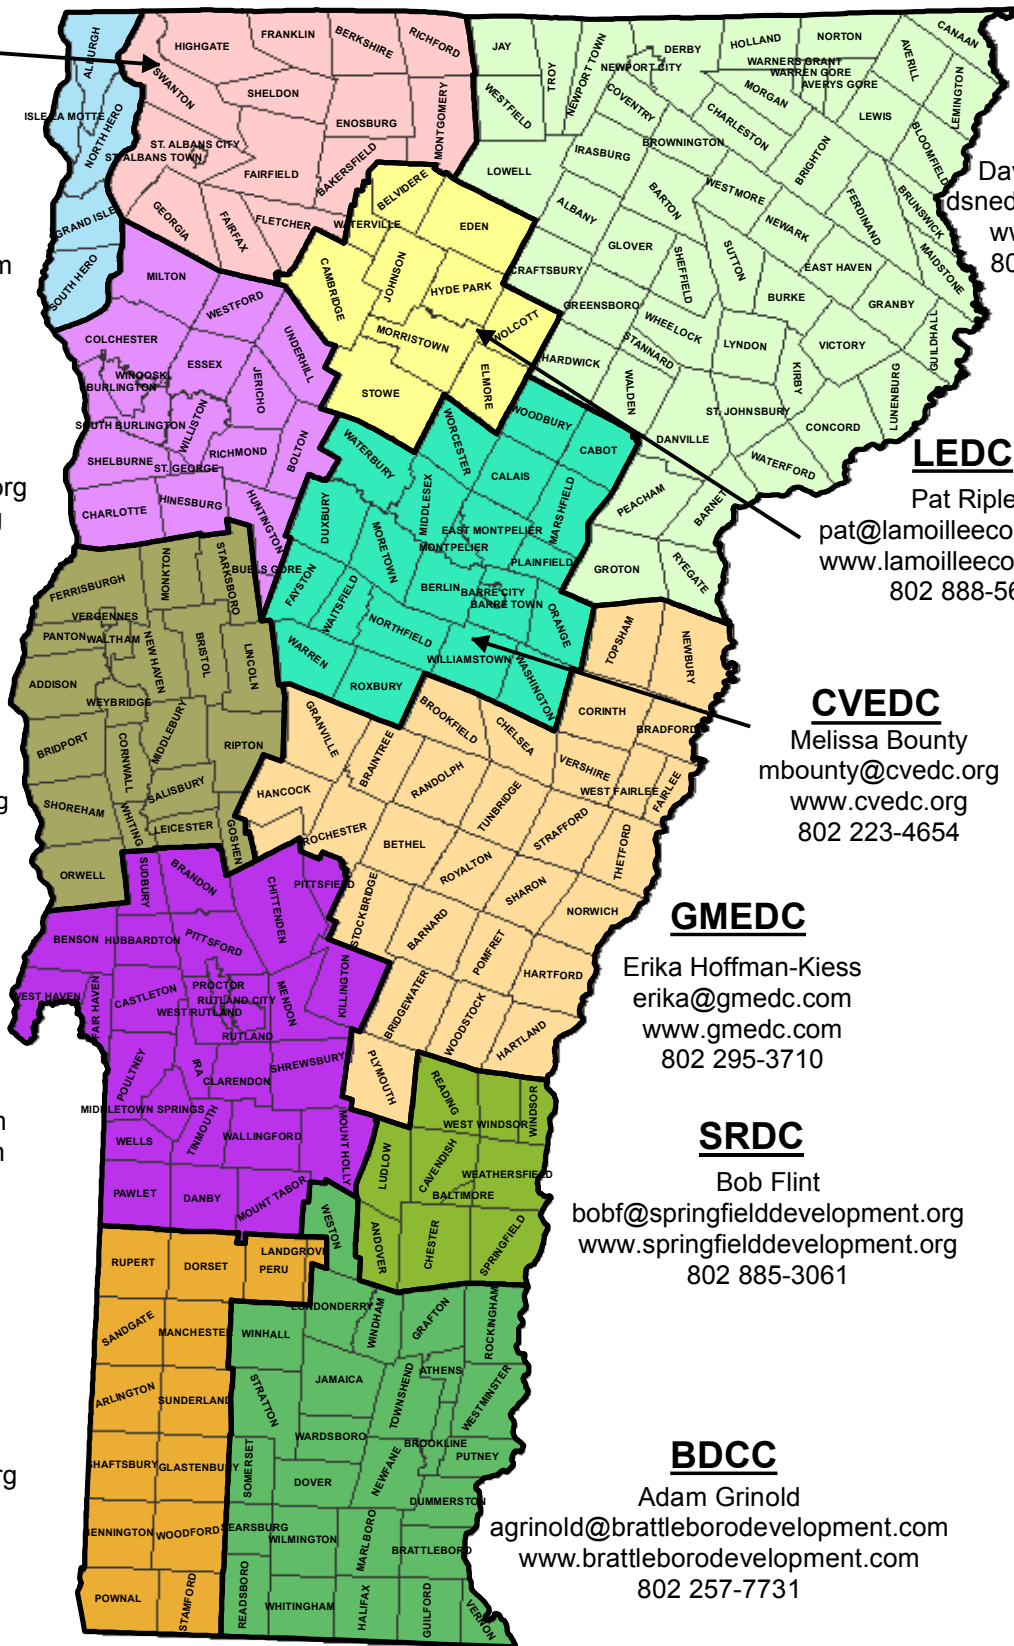 ALBURGH
HIGHGATE
FRANKLIN
BERKSHIRE
RICHFORD
SWANTON
SHELDON
ISLE LA MOTTE
NORTH HERO
ENOSBURG
MONTGOMERY
ST. ALBANS CITY
ST. ALBANS TOWN
FAIRFIELD
BAKERSFIELD
GRAND ISLE
GEORGIA
FAIRFAX
FLETCHER
SOUTH HERO
JAY
TROY
NEWPORT TOWN
NEWPORT CITY
DERBY
HOLLAND
NORTON
AVERILL
CANAAN
WARNERS GRANT
WARREN GORE
AVERYS GORE
LEMINGTON
WESTFIELD
COVENTRY
MORGAN
CHARLESTON
LEWIS
BLOOMFIELD
BROWNINGTON
IRASBURG
LOWELL
BRIGHTON
BARTON
WESTMORE
FERDINAND
BRUNSWICK
ALBANY
NEWARK
MAIDSTONE
GLOVER
SHEFFIELD
SUTTON
EAST HAVEN
CRAFTSBURY
BURKE
GRANBY
GREENSBORO
WHEELOCK
LYNDON
VICTORY
GUILDHALL
STANNARD
HARDWICK
WALDEN
KIRBY
LUNENBURG
ST. JOHNSBURY
CONCORD
DANVILLE
WATERFORD
PEACHAM
BARNET
GROTON
RYEGATE
BELVIDERE
WATERVILLE
EDEN
CAMBRIDGE
JOHNSON
HYDE PARK
WOLCOTT
MORRISTOWN
STOWE
ELMORE
MILTON
WESTFORD
UNDERHILL
COLCHESTER
WINOOSKI
BURLINGTON
ESSEX
JERICHO
SOUTH BURLINGTON
WILLISTON
SHELBURNE
ST. GEORGE
RICHMOND
BOLTON
CHARLOTTE
HINESBURG
HUNTINGTON
BUELS GORE
WOODBURY
CABOT
WATERBURY
WORCESTER
CALAIS
MIDDLESEX
MARSHFIELD
DUXBURY
MORETOWN
EAST MONTPELIER
MONTPELIER
PLAINFIELD
FAYSTON
WAITSFIELD
BERLIN
BARRE CITY
BARRE TOWN
ORANGE
NORTHFIELD
WARREN
WILLIAMSTOWN
WASHINGTON
ROXBURY
FERRISBURGH
MONKTON
STARKSBORO
VERGENNES
PANTON
WALTHAM
NEW HAVEN
BRISTOL
LINCOLN
ADDISON
WEYBRIDGE
MIDDLEBURY
BRIDPORT
CORNWALL
RIPTON
SHOREHAM
SALISBURY
WHITING
LEICESTER
GOSHEN
ORWELL
TOPSHAM
NEWBURY
GRANVILLE
BROOKFIELD
CHELSEA
CORINTH
BRADFORD
BRAINTREE
RANDOLPH
VERSHIRE
WEST FAIRLEE
FAIRLEE
HANCOCK
TUNBRIDGE
STRAFFORD
ROCHESTER
BETHEL
THETFORD
ROYALTON
SHARON
STOCKBRIDGE
BARNARD
NORWICH
POMFRET
HARTFORD
BRIDGEWATER
WOODSTOCK
HARTLAND
PLYMOUTH
SUDBURY
BRANDON
CHITTENDEN
PITTSFIELD
BENSON
HUBBARDTON
PITTSFORD
KILLINGTON
WEST HAVEN
FAIR HAVEN
CASTLETON
PROCTOR
RUTLAND CITY
WEST RUTLAND
MENDON
RUTLAND
POULTNEY
IRA
CLARENDON
SHREWSBURY
MIDDLETOWN SPRINGS
TINMOUTH
WALLINGFORD
MOUNT HOLLY
WELLS
PAWLET
DANBY
MOUNT TABOR
READING
WEST WINDSOR
WINDSOR
LUDLOW
CAVENDISH
WEATHERSFIELD
BALTIMORE
ANDOVER
CHESTER
SPRINGFIELD
WESTON
RUPERT
DORSET
LANDGROVE
PERU
SANDGATE
MANCHESTER
ARLINGTON
SUNDERLAND
SHAFTSBURY
GLASTENBURY
BENNINGTON
WOODFORD
POWNAL
STAMFORD
LONDONDERRY
WINDHAM
GRAFTON
ROCKINGHAM
WINHALL
STRATTON
JAMAICA
TOWNSHEND
ATHENS
WESTMINSTER
WARDSBORO
BROOKLINE
PUTNEY
SOMERSET
DOVER
NEWFANE
DUMMERSTON
SEARSBURG
WILMINGTON
MARLBORO
BRATTLEBORO
READSBORO
WHITINGHAM
HALIFAX
GUILFORD
VERNON
m
org
g
g
m
n
rg
Dav
dsned
ww
80
LEDC
Pat Riple
pat@lamoilleeco
www.lamoilleeco
802 888-56
CVEDC
Melissa Bounty
mbounty@cvedc.org
www.cvedc.org
802 223-4654
GMEDC
Erika Hoffman-Kiess
erika@gmedc.com
www.gmedc.com
802 295-3710
SRDC
Bob Flint
bobf@springfielddevelopment.org
www.springfielddevelopment.org
802 885-3061
BDCC
Adam Grinold
agrinold@brattleborodevelopment.com
www.brattleborodevelopment.com
802 257-7731